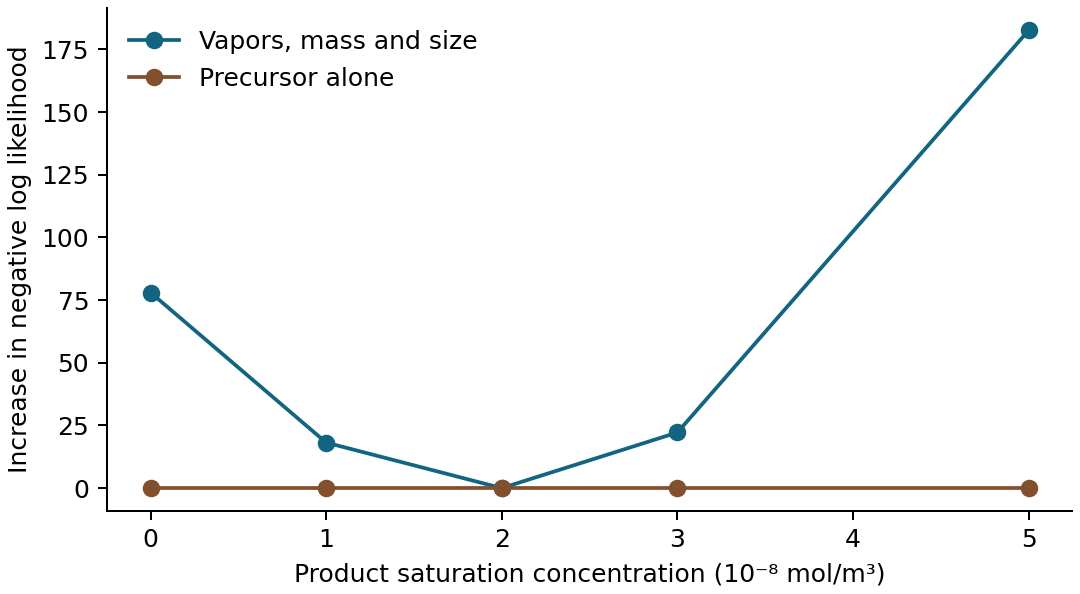 Increase in negative log likelihood
175
150
125
100
75
50
25
0
Vapors, mass and size
Precursor alone
0 1 2 3 4 5
Product saturation concentration (10⁻⁸ mol/m³)